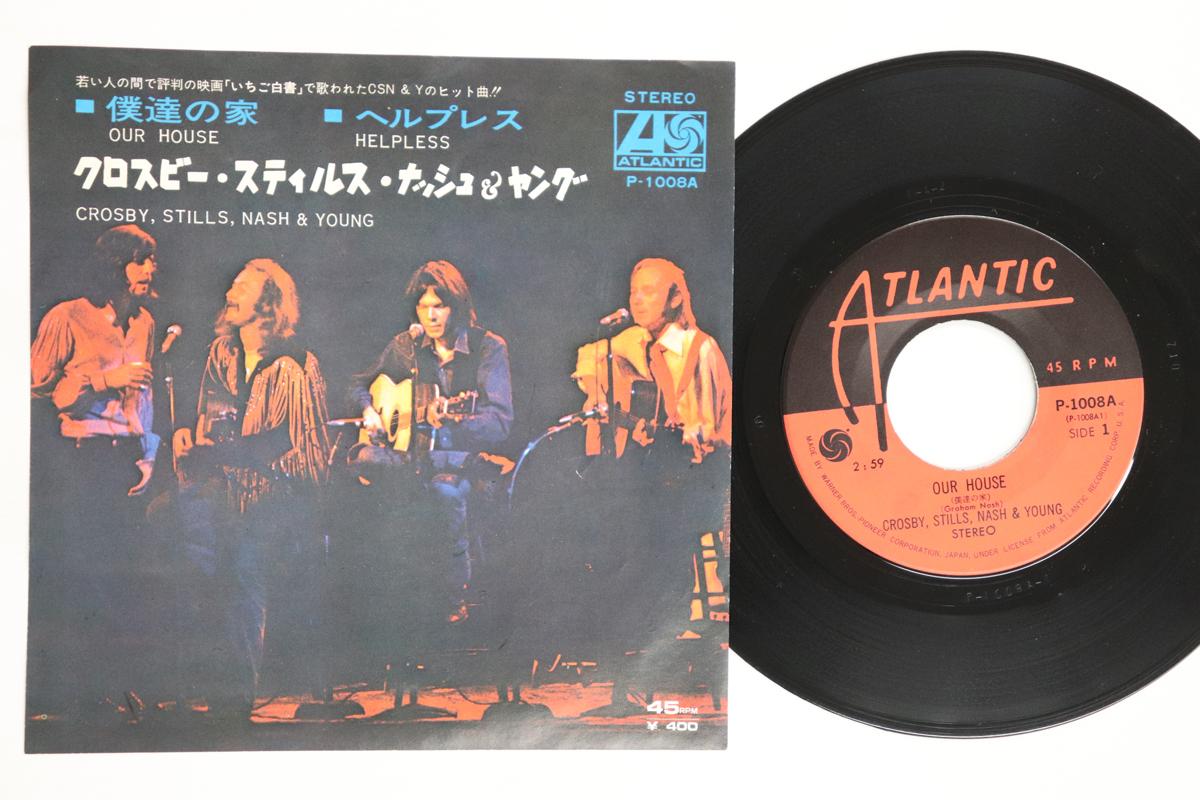 若い人の間で評判の映画「いちご白書」で歌われたCSN & Yのヒット曲!!
■ 僕達の家 ■ ヘルプレス
OUR HOUSE HELPLESS
クロスビー・スティルス・ナッシュ & ヤング
CROSBY, STILLS, NASH & YOUNG
STEREO
ATLANTIC
P-1008A
45RPM
¥ 400
ATLANTIC
45 RPM
P-1008A
(P-1008A1)
SIDE 1
2:59
OUR HOUSE
(僕達の家)
(Graham Nash)
CROSBY, STILLS, NASH & YOUNG
STEREO
MADE BY WARNER BROS.-PIONEER CORPORATION, JAPAN, UNDER LICENSE FROM ATLANTIC RECORDING CORP. U.S.A.